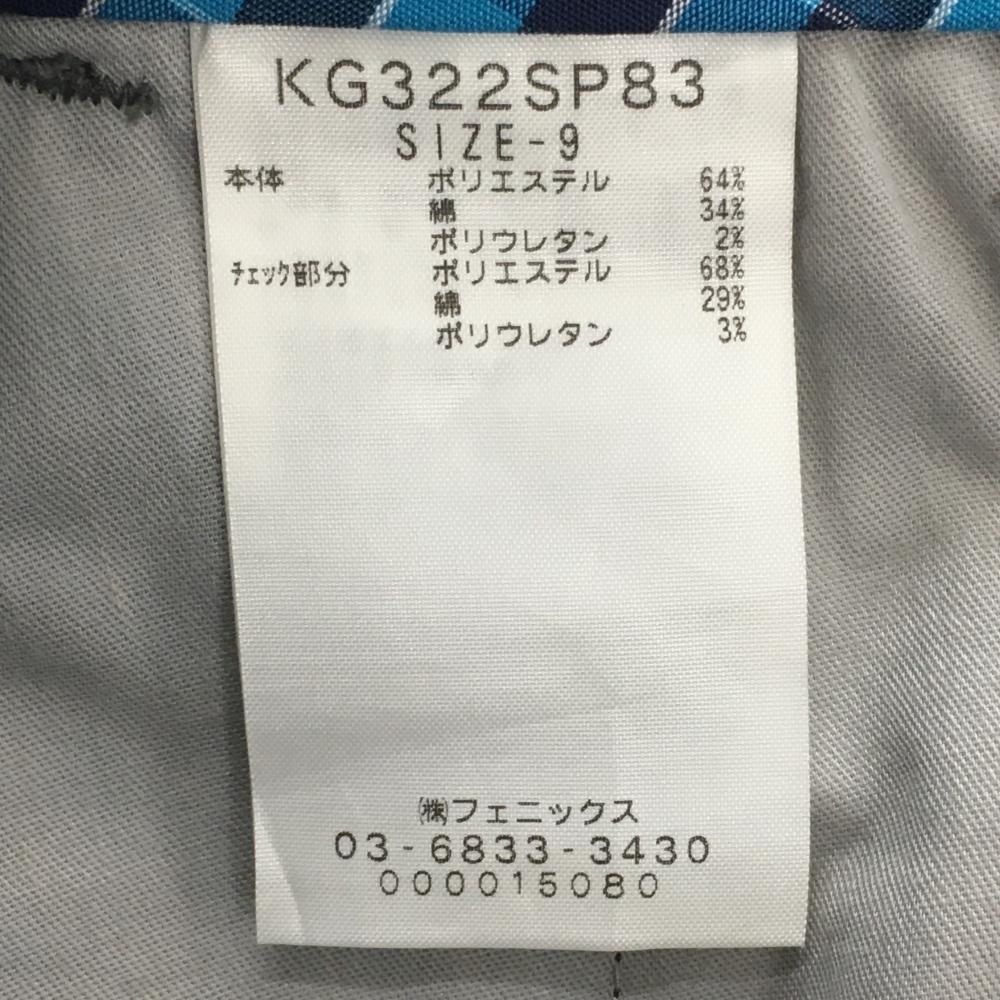 KG322SP83
SIZE-9
本体 ポリエステル 64%
綿 34%
ポリウレタン 2%
チェック部分 ポリエステル 68%
綿 29%
ポリウレタン 3%
㈱フェニックス
03-6833-3430
000015080